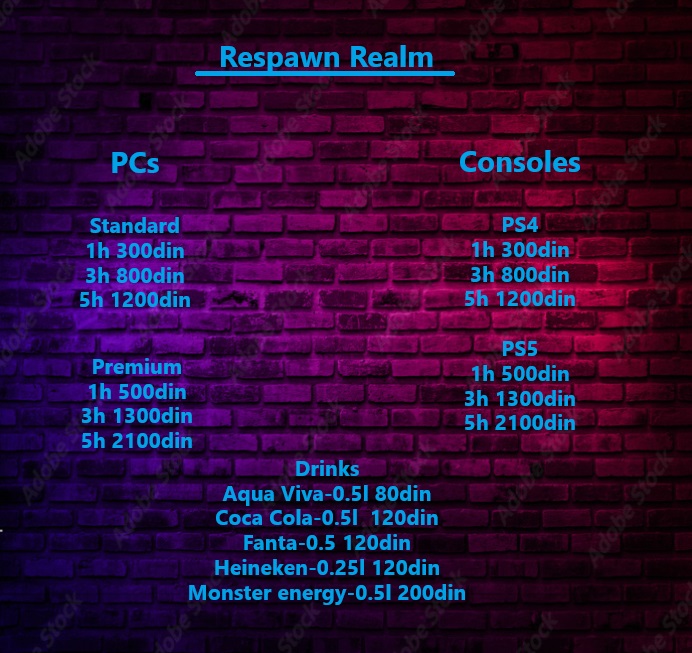 Respawn Realm
PCs
Standard
1h 300din
3h 800din
5h 1200din
Premium
1h 500din
3h 1300din
5h 2100din
Consoles
PS4
1h 300din
3h 800din
5h 1200din
PS5
1h 500din
3h 1300din
5h 2100din
Drinks
Aqua Viva-0.5l 80din
Coca Cola-0.5l  120din
Fanta-0.5 120din
Heineken-0.25l 120din
Monster energy-0.5l 200din
Adobe Stock